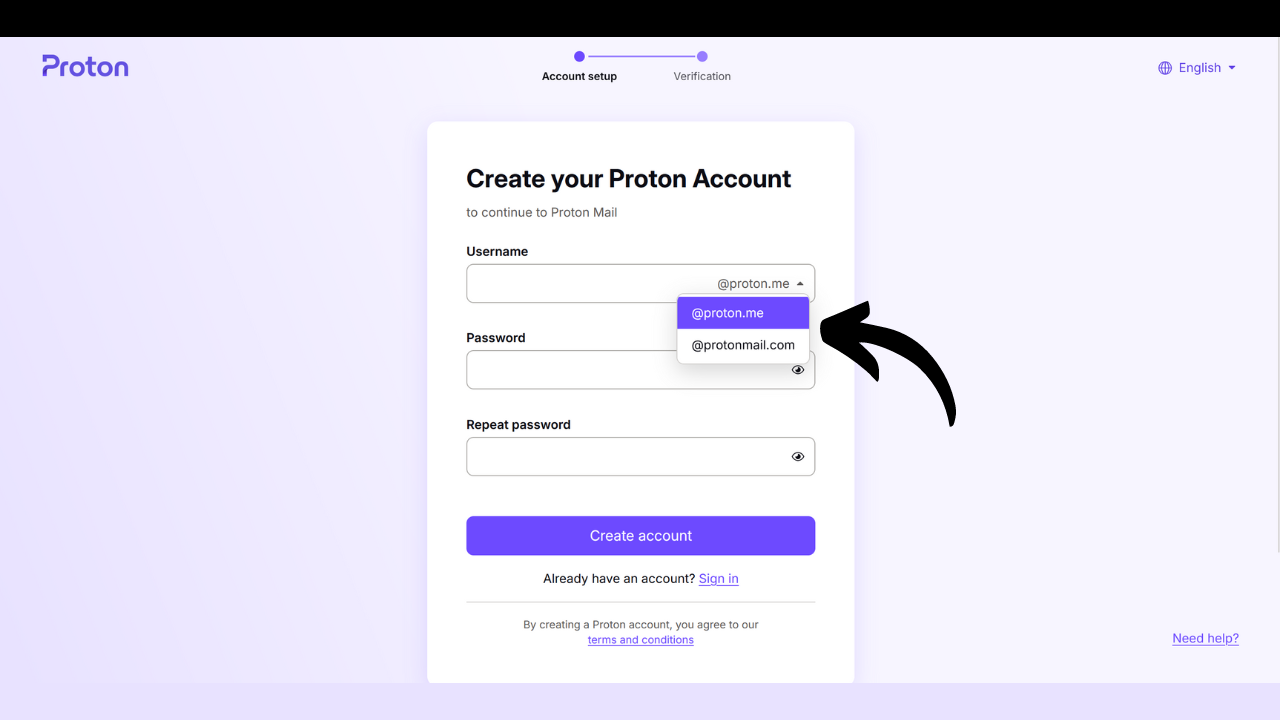 Proton
Account setup
Verification
English
Create your Proton Account
to continue to Proton Mail
Username
@proton.me
@proton.me
@protonmail.com
Password
Repeat password
Create account
Already have an account? Sign in
By creating a Proton account, you agree to our
terms and conditions
Need help?